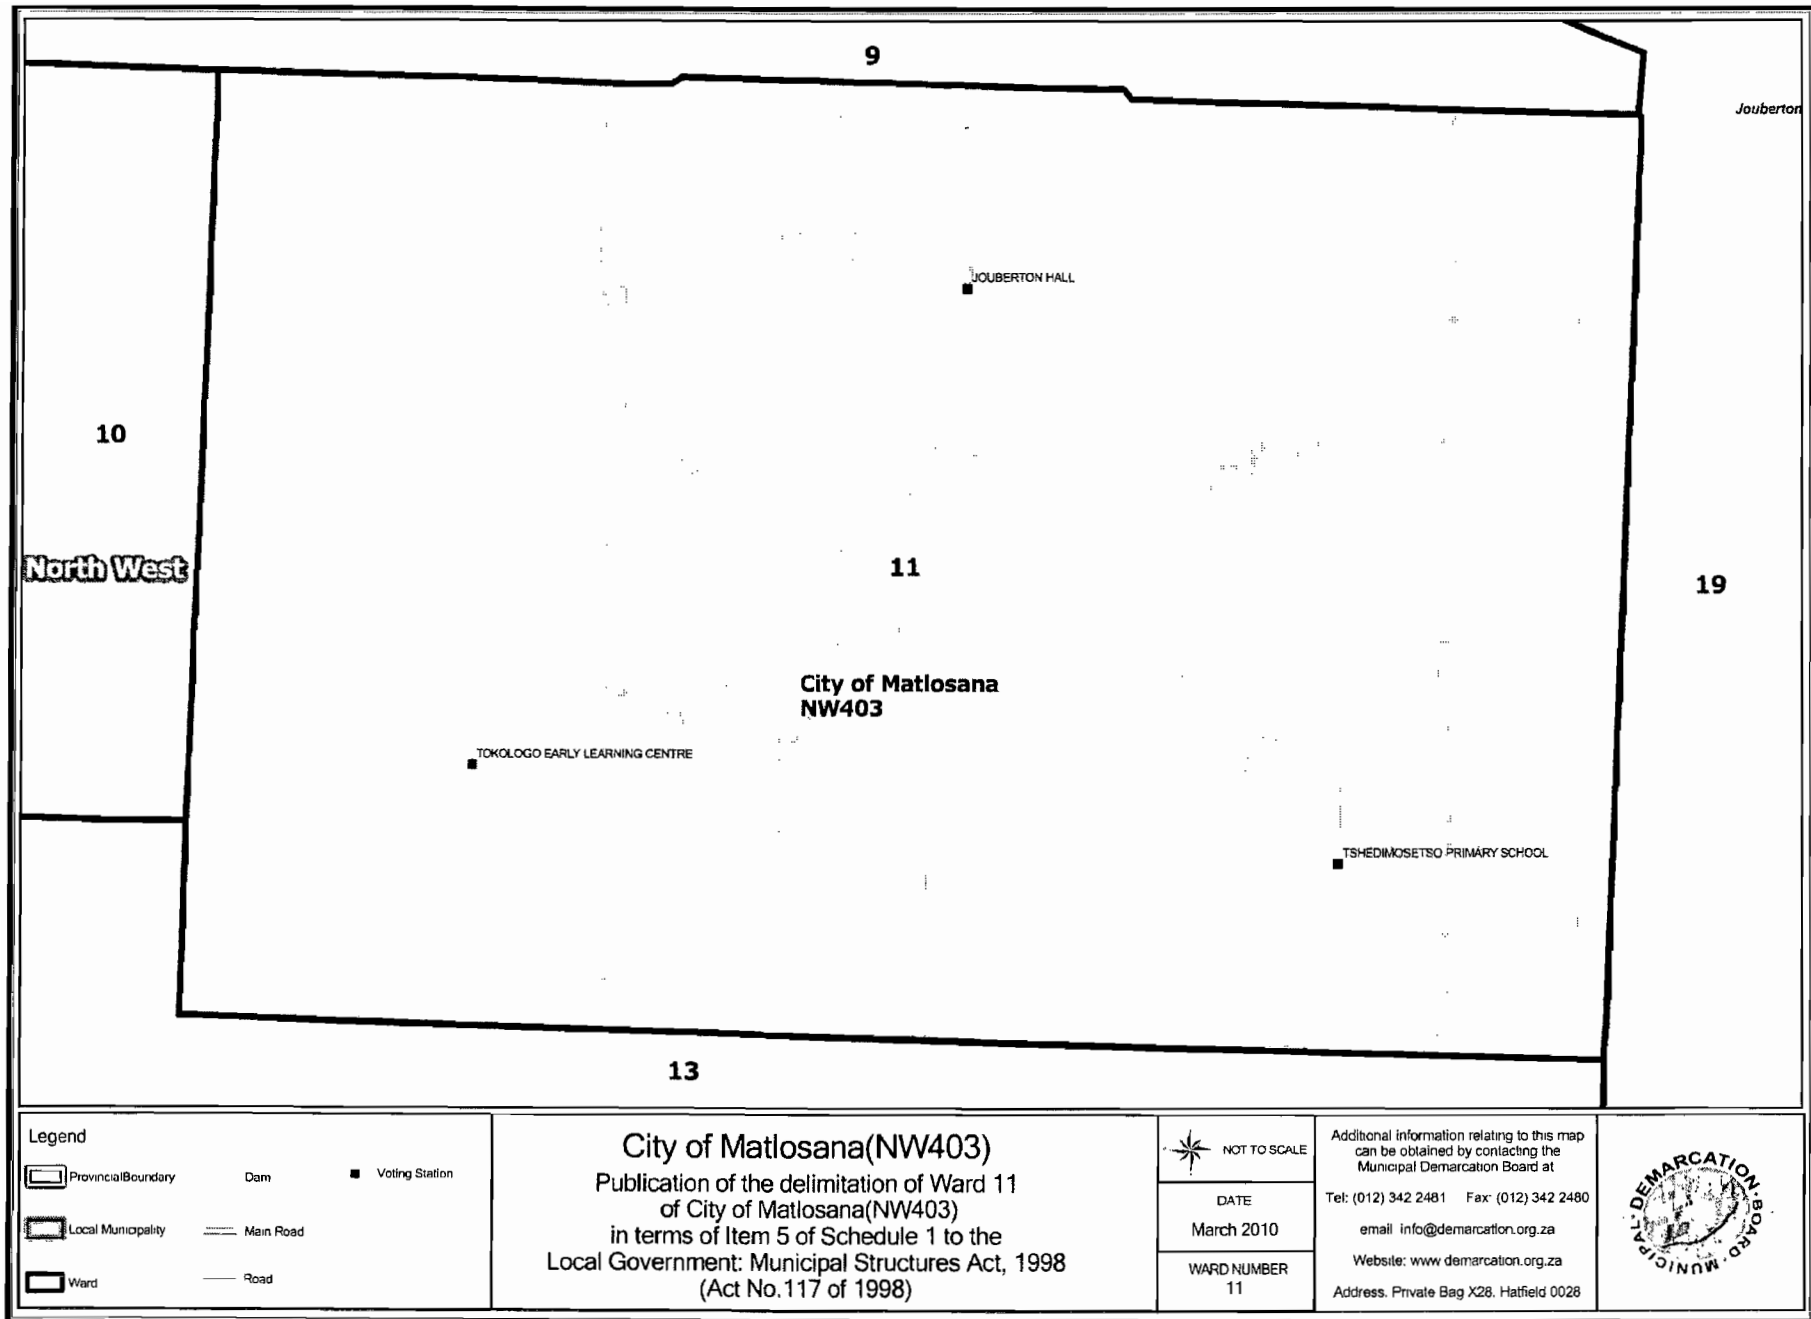 9
Jouberton
JOUBERTON HALL
10
North West
11
19
City of Matlosana
NW403
TOKOLOGO EARLY LEARNING CENTRE
TSHEDIMOSETSO PRIMARY SCHOOL
13
Legend
ProvincialBoundary
Dam
Voting Station
Local Municipality
Main Road
Ward
Road
City of Matlosana(NW403)
Publication of the delimitation of Ward 11
of City of Matlosana(NW403)
in terms of Item 5 of Schedule 1 to the
Local Government: Municipal Structures Act, 1998
(Act No.117 of 1998)
NOT TO SCALE
DATE
March 2010
WARD NUMBER
11
Additional information relating to this map
can be obtained by contacting the
Municipal Demarcation Board at
Tel: (012) 342 2481 Fax: (012) 342 2480
email info@demarcation.org.za
Website: www demarcation.org.za
Address. Private Bag X28. Hatfield 0028
MUNICIPAL · DEMARCATION · BOARD ·